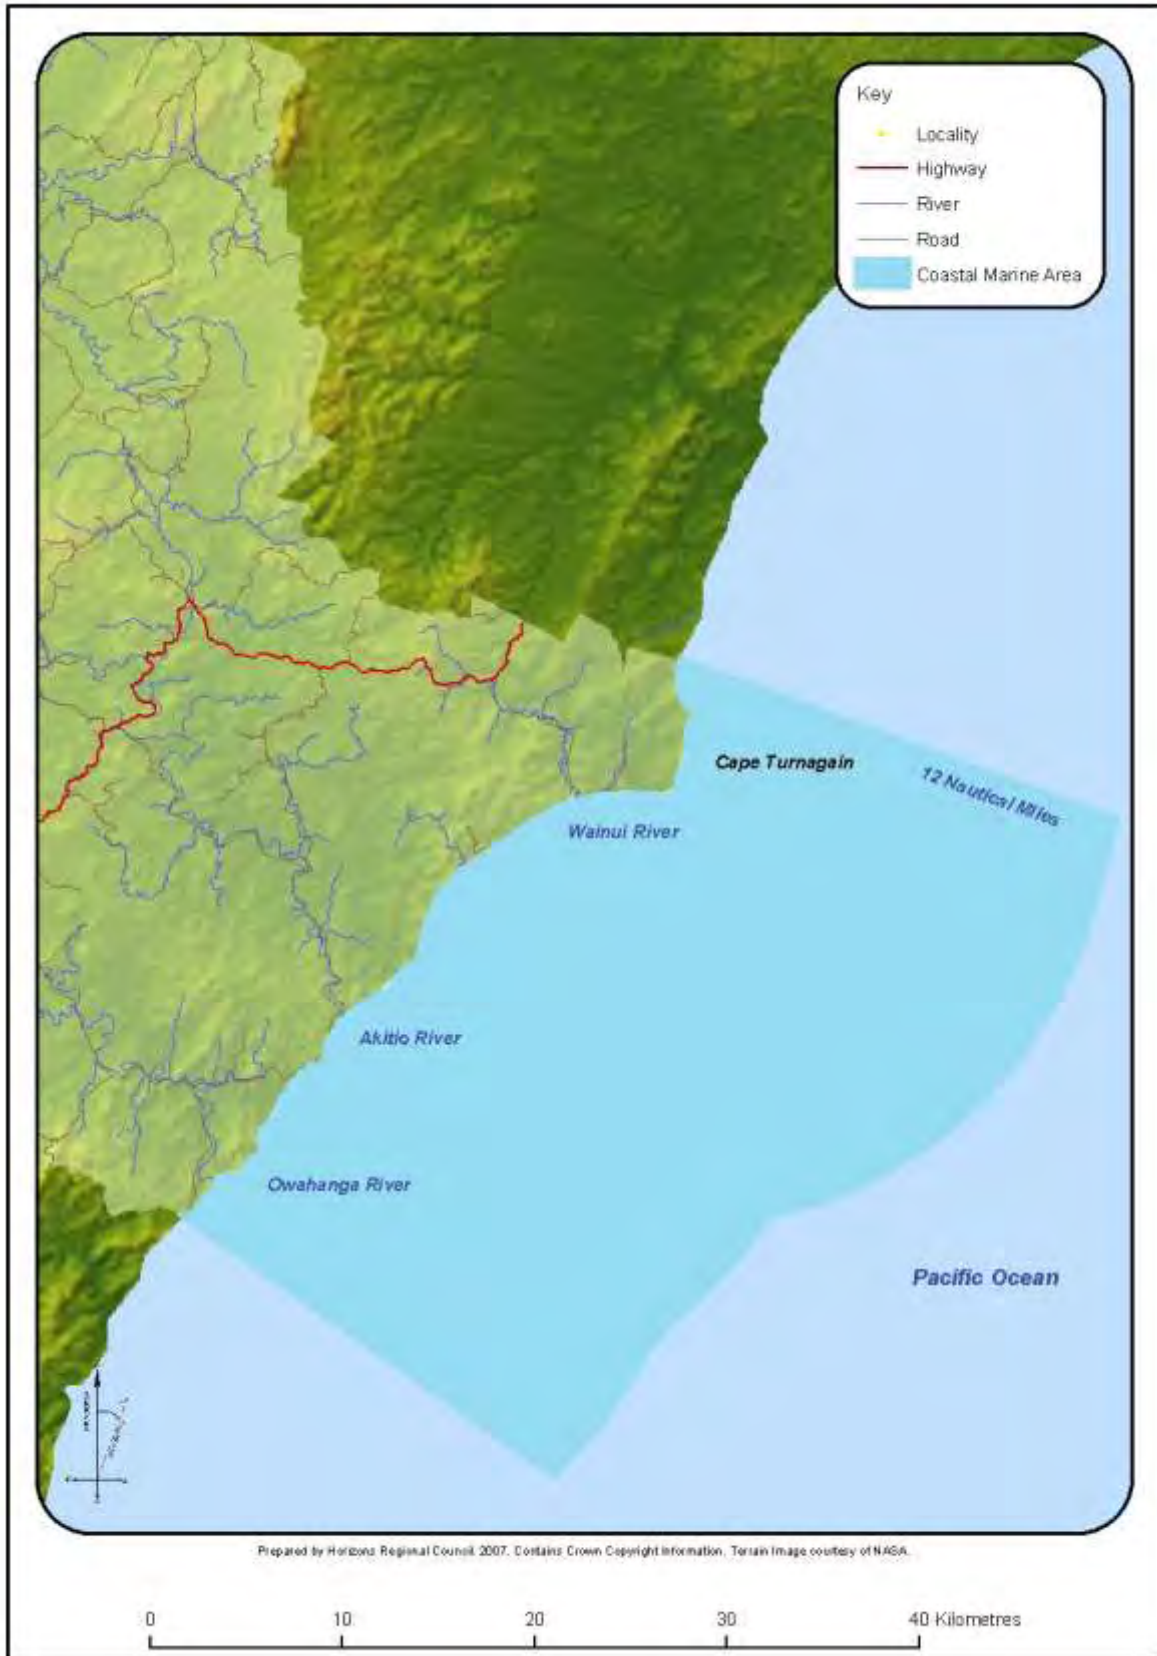 Key
Locality
Highway
River
Road
Coastal Marine Area
Cape Turnagain
12 Nautical Miles
Wainui River
Akitio River
Owahanga River
Pacific Ocean
Prepared by Horizons Regional Council 2007. Contains Crown Copyright Information. Terrain Image courtesy of NASA.
0 10 20 30 40 Kilometres